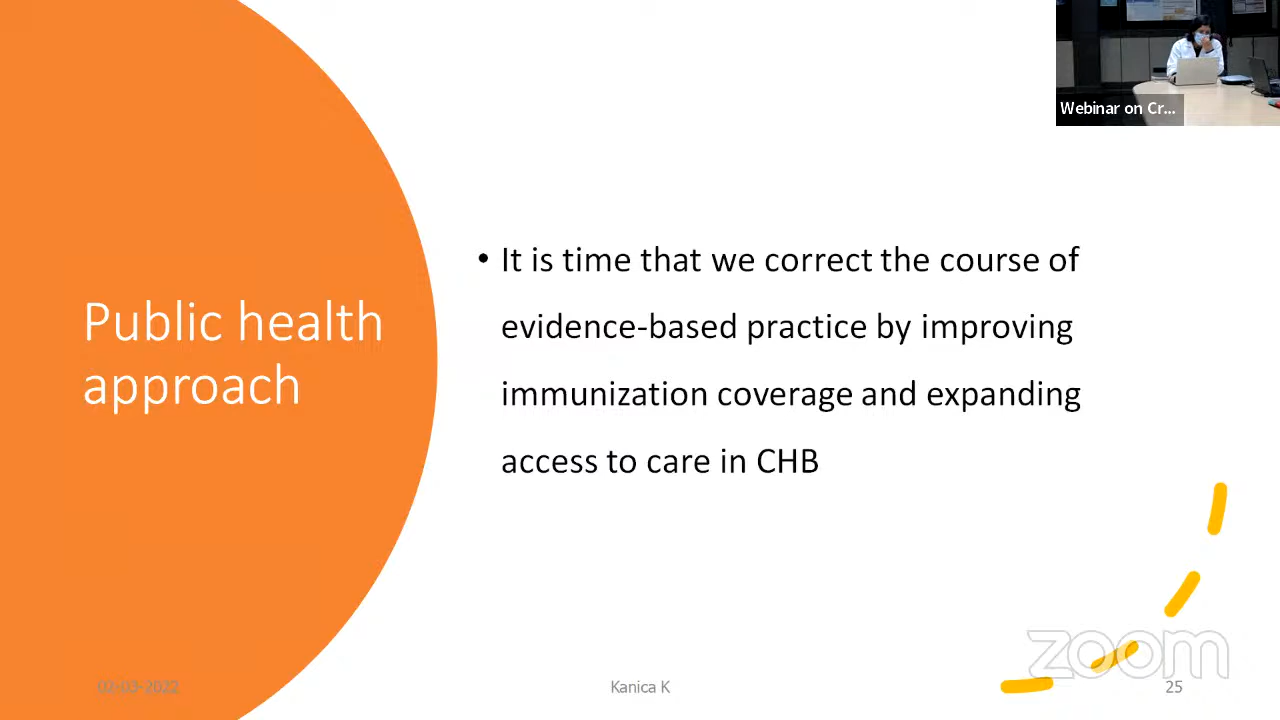 Webinar on Cr...
Public health
approach
• It is time that we correct the course of
evidence-based practice by improving
immunization coverage and expanding
access to care in CHB
zoom
02-03-2022
Kanica K
25